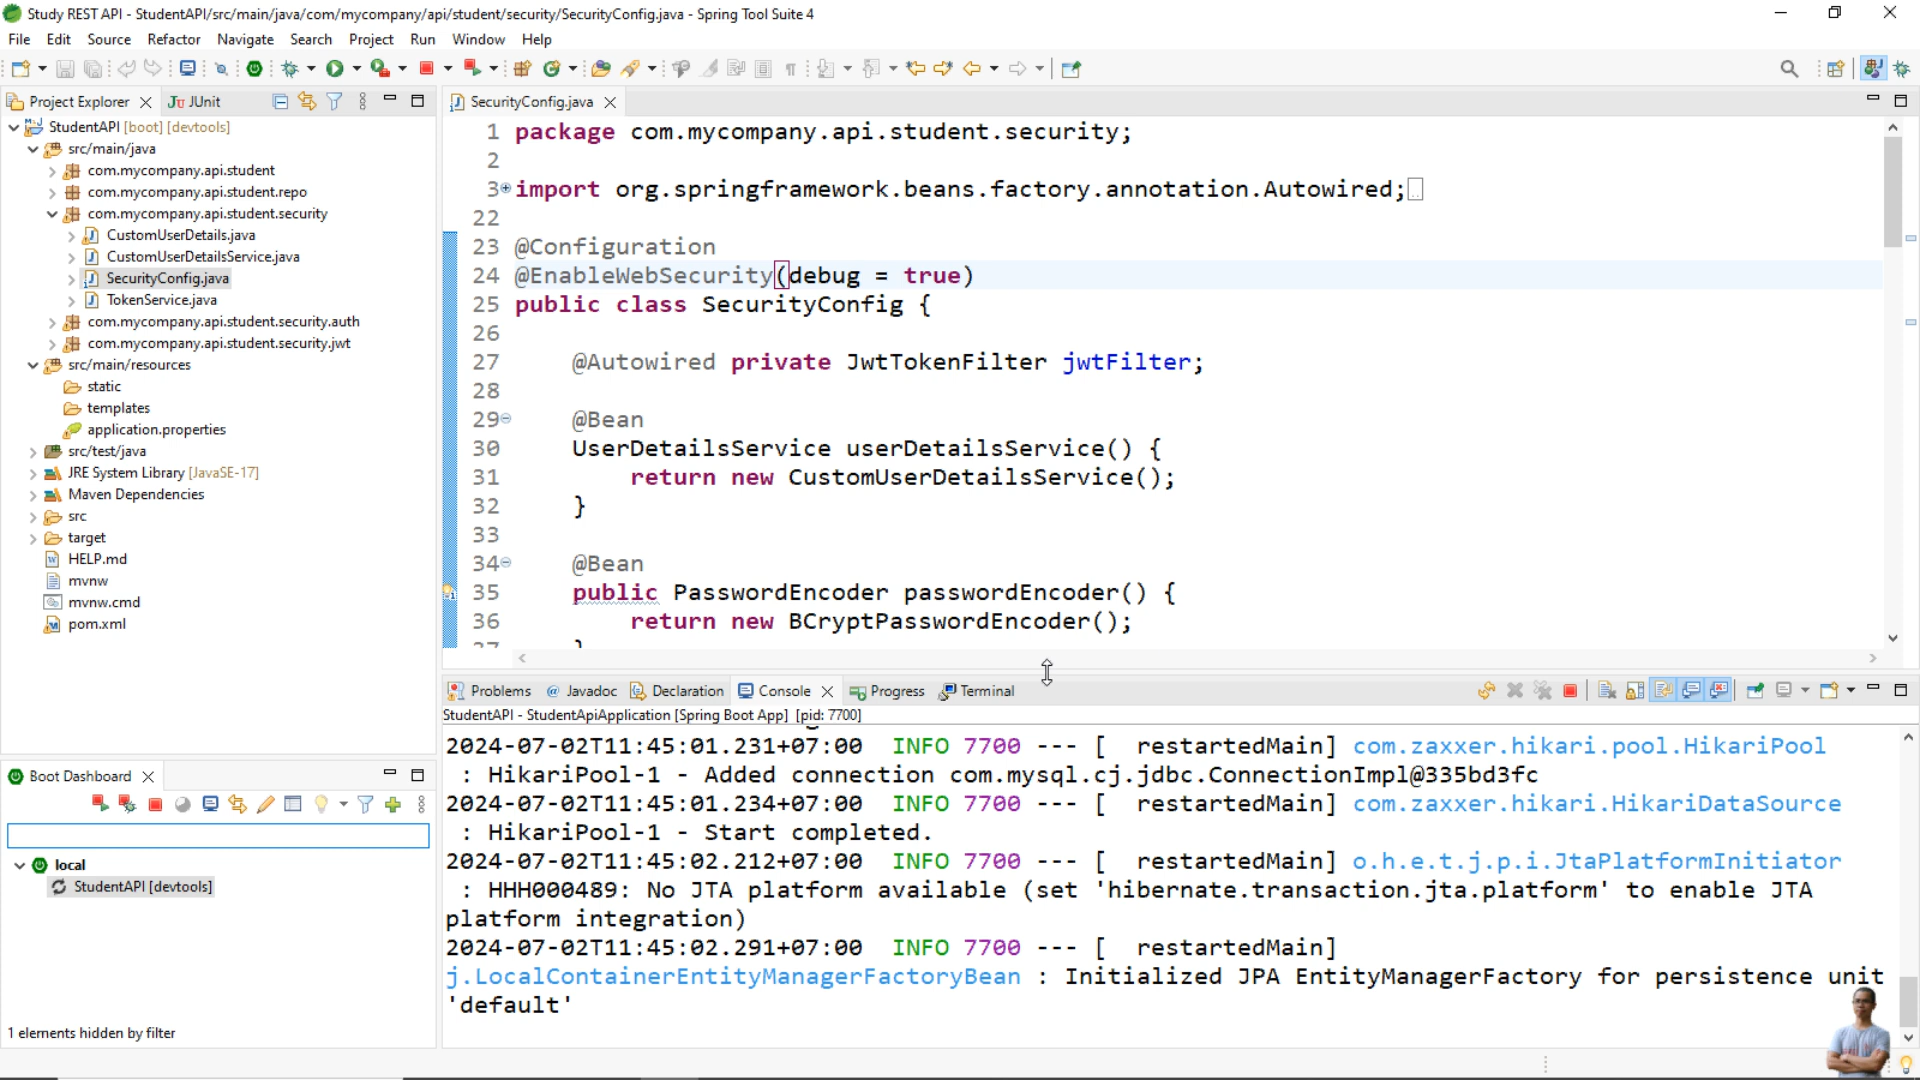 Study REST API - StudentAPI/src/main/java/com/mycompany/api/student/security/SecurityConfig.java - Spring Tool Suite 4
File Edit Source Refactor Navigate Search Project Run Window Help
Project Explorer JUnit
StudentAPI [boot] [devtools]
src/main/java
com.mycompany.api.student
com.mycompany.api.student.repo
com.mycompany.api.student.security
CustomUserDetails.java
CustomUserDetailsService.java
SecurityConfig.java
TokenService.java
com.mycompany.api.student.security.auth
com.mycompany.api.student.security.jwt
src/main/resources
static
templates
application.properties
src/test/java
JRE System Library [JavaSE-17]
Maven Dependencies
src
target
HELP.md
mvnw
mvnw.cmd
pom.xml
Boot Dashboard
local
StudentAPI [devtools]
1 elements hidden by filter
SecurityConfig.java
1 package com.mycompany.api.student.security;
2
3 import org.springframework.beans.factory.annotation.Autowired;
22
23 @Configuration
24 @EnableWebSecurity(debug = true)
25 public class SecurityConfig {
26
27 @Autowired private JwtTokenFilter jwtFilter;
28
29 @Bean
30 UserDetailsService userDetailsService() {
31 return new CustomUserDetailsService();
32 }
33
34 @Bean
35 public PasswordEncoder passwordEncoder() {
36 return new BCryptPasswordEncoder();
Problems @ Javadoc Declaration Console Progress Terminal
StudentAPI - StudentApiApplication [Spring Boot App] [pid: 7700]
2024-07-02T11:45:01.231+07:00 INFO 7700 --- [ restartedMain] com.zaxxer.hikari.pool.HikariPool
: HikariPool-1 - Added connection com.mysql.cj.jdbc.ConnectionImpl@335bd3fc
2024-07-02T11:45:01.234+07:00 INFO 7700 --- [ restartedMain] com.zaxxer.hikari.HikariDataSource
: HikariPool-1 - Start completed.
2024-07-02T11:45:02.212+07:00 INFO 7700 --- [ restartedMain] o.h.e.t.j.p.i.JtaPlatformInitiator
: HHH000489: No JTA platform available (set 'hibernate.transaction.jta.platform' to enable JTA
platform integration)
2024-07-02T11:45:02.291+07:00 INFO 7700 --- [ restartedMain]
j.LocalContainerEntityManagerFactoryBean : Initialized JPA EntityManagerFactory for persistence unit
'default'